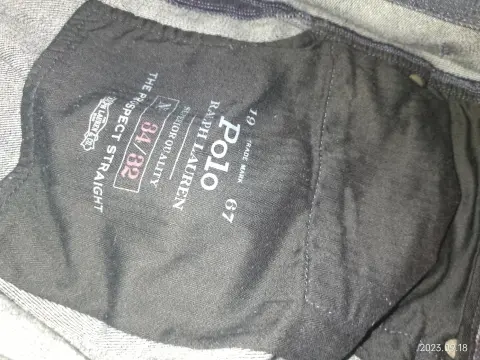 19 TRADE MARK 67
Polo
RALPH LAUREN
SUPERIOR QUALITY
X 34/32
THE PROSPECT STRAIGHT
2023.09.18